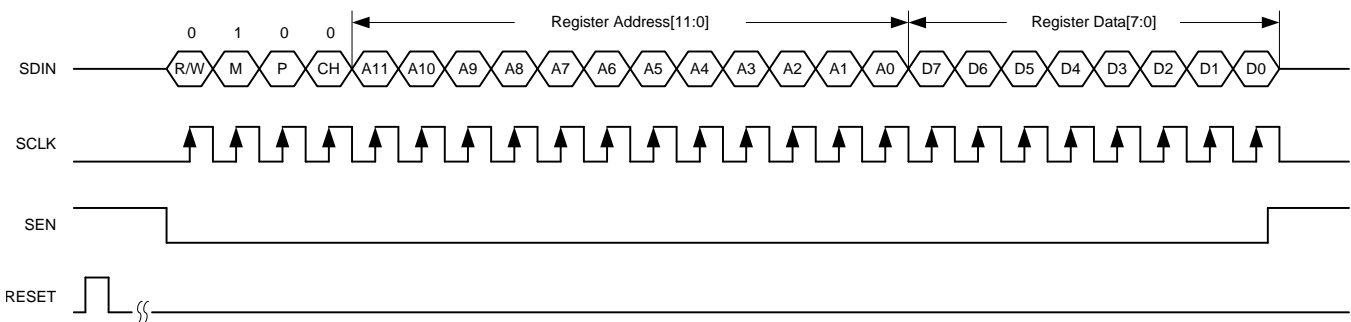 Register Address[11:0] Register Data[7:0]
0 1 0 0
SDIN R/W M P CH A11 A10 A9 A8 A7 A6 A5 A4 A3 A2 A1 A0 D7 D6 D5 D4 D3 D2 D1 D0
SCLK
SEN
RESET